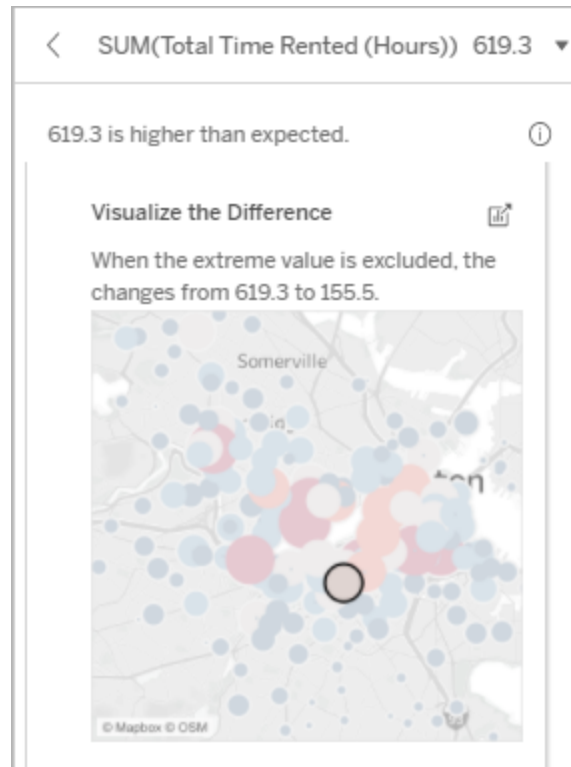 SUM(Total Time Rented (Hours)) 619.3
619.3 is higher than expected.
Visualize the Difference
When the extreme value is excluded, the
changes from 619.3 to 155.5.
Somerville
ton
© Mapbox © OSM